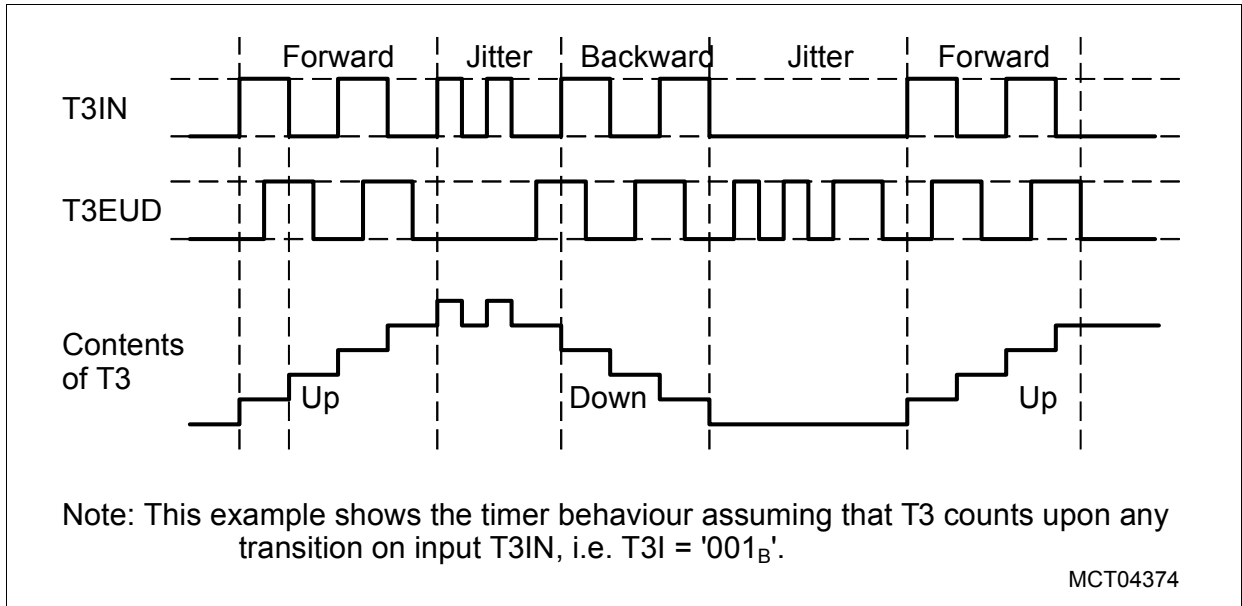 Forward Jitter Backward Jitter Forward
T3IN
T3EUD
Contents
of T3
Up Down Up
Note: This example shows the timer behaviour assuming that T3 counts upon any
transition on input T3IN, i.e. T3I = '001B'.
MCT04374